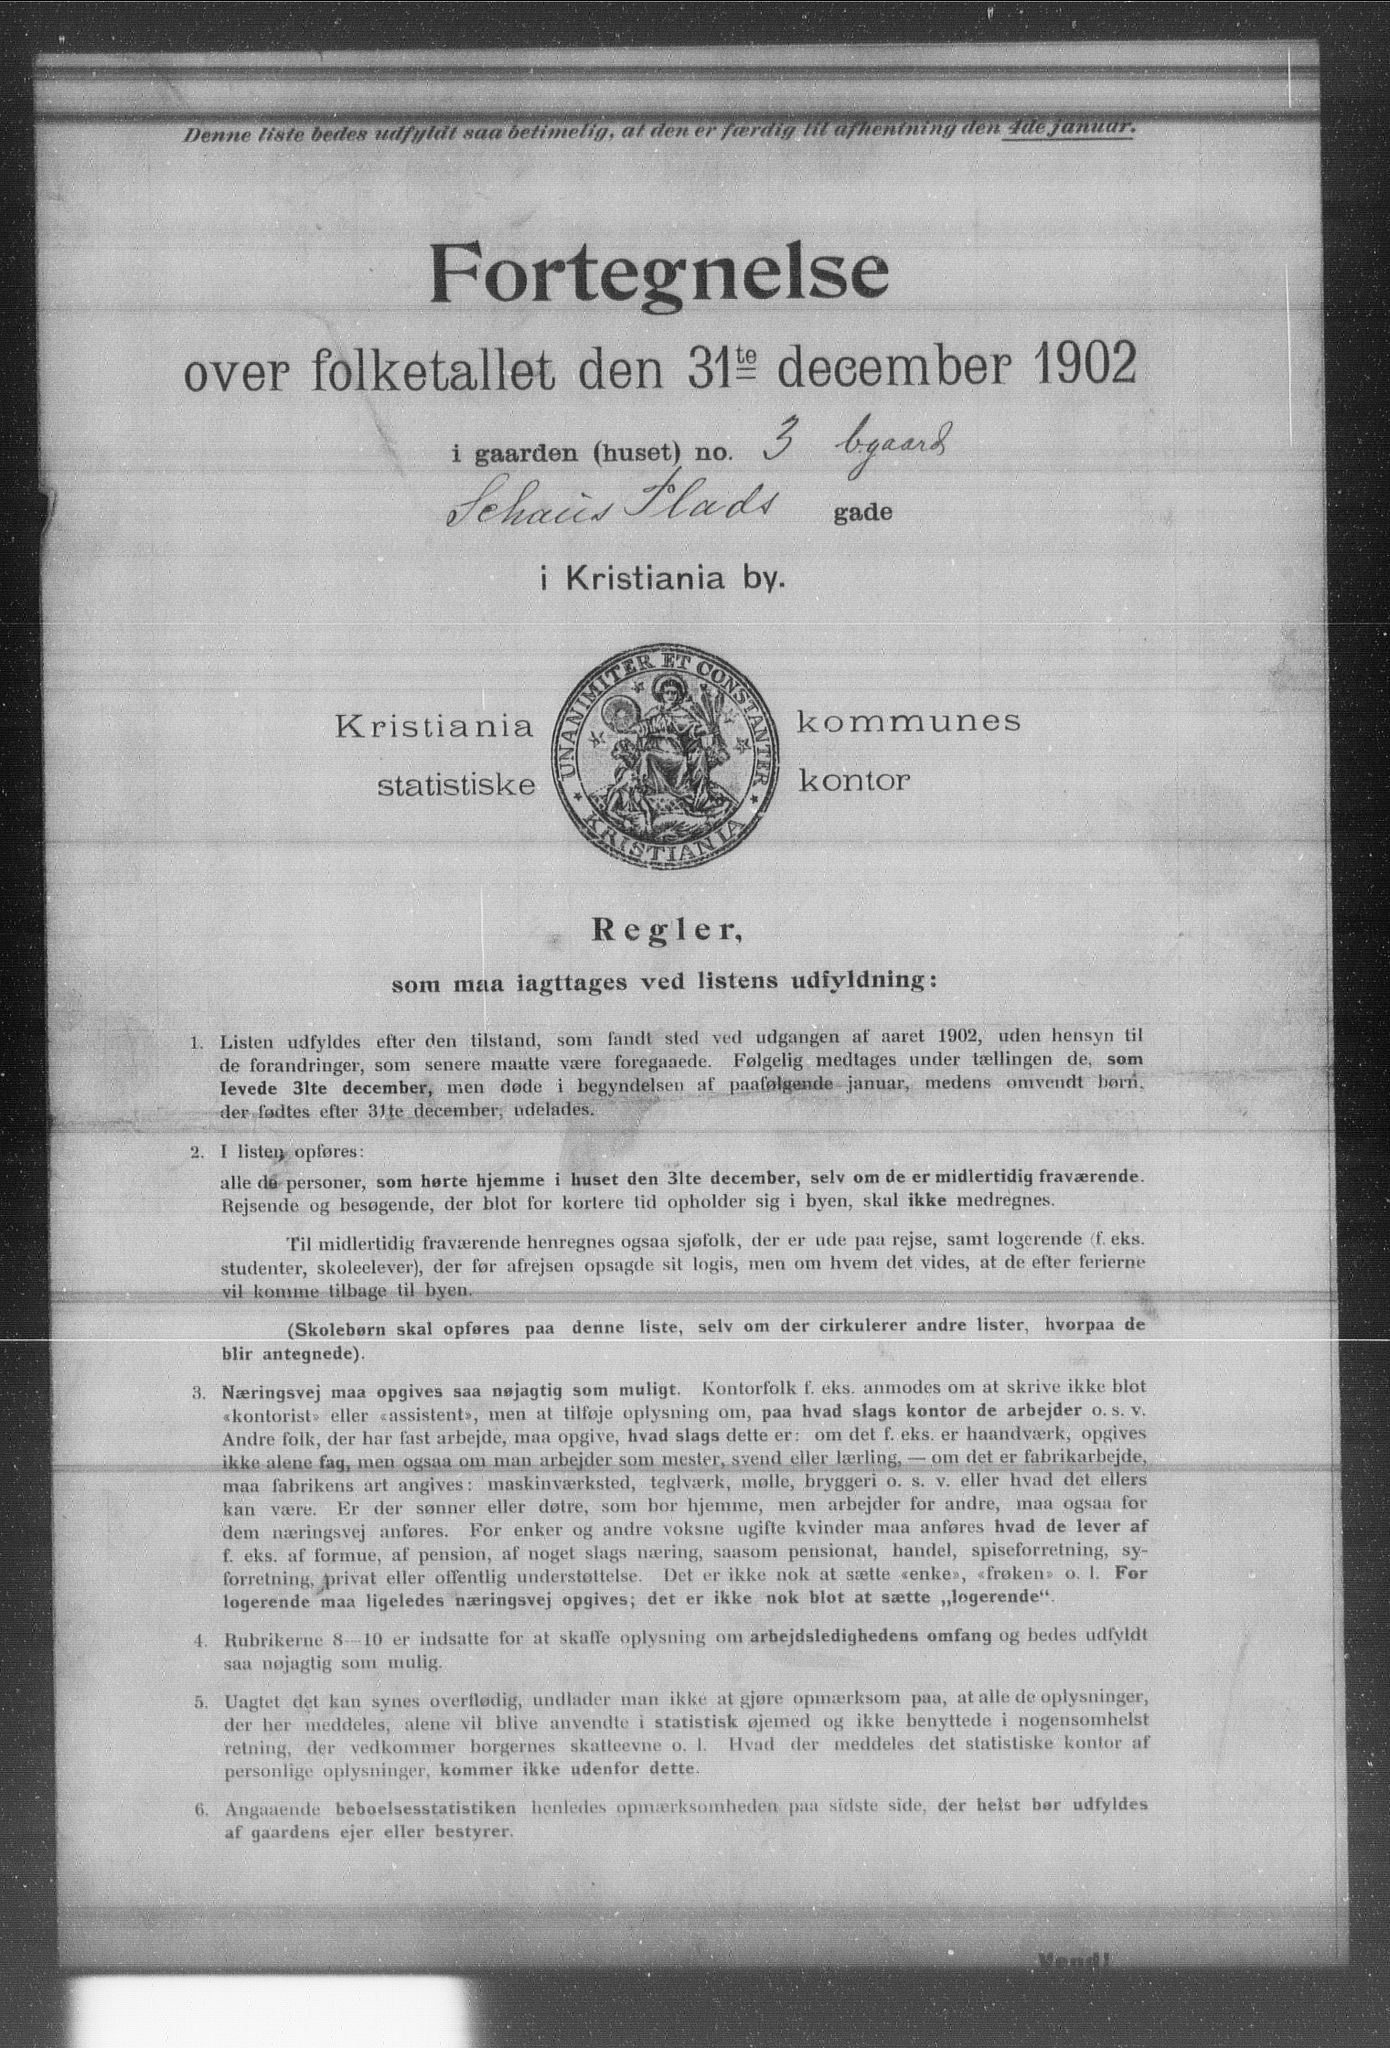 Denne liste bedes udfyldt saa betimelig, at den er færdig til afhentning den 4de januar.
Fortegnelse
over folketallet den 31te december 1902
i gaarden (huset) no. 3 bgaard
Schaus Plads gade
i Kristiania by.
UNANIMITER ET CONSTANTER
* KRISTIANIA *
Kristiania kommunes
statistiske kontor
Regler,
som maa iagttages ved listens udfyldning:
1. Listen udfyldes efter den tilstand, som fandt sted ved udgangen af aaret 1902, uden hensyn til
de forandringer, som senere maatte være foregaaede. Følgelig medtages under tællingen de, som
levede 31te december, men døde i begyndelsen af paafølgende januar, medens omvendt børn,
der fødtes efter 31te december, udelades.
2. I listen opføres:
alle de personer, som hørte hjemme i huset den 31te december, selv om de er midlertidig fraværende.
Rejsende og besøgende, der blot for kortere tid opholder sig i byen, skal ikke medregnes.
Til midlertidig fraværende henregnes ogsaa sjøfolk, der er ude paa rejse, samt logerende (f. eks.
studenter, skoleelever), der før afrejsen opsagde sit logis, men om hvem det vides, at de efter ferierne
vil komme tilbage til byen.
(Skolebørn skal opføres paa denne liste, selv om der cirkulerer andre lister, hvorpaa de
blir antegnede).
3. Næringsvej maa opgives saa nøjagtig som muligt. Kontorfolk f. eks. anmodes om at skrive ikke blot
«kontorist» eller «assistent», men at tilføje oplysning om, paa hvad slags kontor de arbejder o. s. v.
Andre folk, der har fast arbejde, maa opgive, hvad slags dette er: om det f. eks. er haandværk, opgives
ikke alene fag, men ogsaa om man arbejder som mester, svend eller lærling, — om det er fabrikarbejde,
maa fabrikens art angives: maskinværksted, teglværk, mølle, bryggeri o. s. v. eller hvad det ellers
kan være. Er der sønner eller døtre, som bor hjemme, men arbejder for andre, maa ogsaa for
dem næringsvej anføres. For enker og andre voksne ugifte kvinder maa anføres hvad de lever af
f. eks. af formue, af pension, af noget slags næring, saasom pensionat, handel, spiseforretning, sy-
forretning, privat eller offentlig understøttelse. Det er ikke nok at sætte «enke», «frøken» o. l. For
logerende maa ligeledes næringsvej opgives; det er ikke nok blot at sætte „logerende“.
4. Rubrikerne 8—10 er indsatte for at skaffe oplysning om arbejdsledighedens omfang og bedes udfyldt
saa nøjagtig som mulig.
5. Uagtet det kan synes overflødig, undlader man ikke at gjøre opmærksom paa, at alle de oplysninger,
der her meddeles, alene vil blive anvendte i statistisk øjemed og ikke benyttede i nogensomhelst
retning, der vedkommer borgernes skatteevne o. l. Hvad der meddeles det statistiske kontor af
personlige oplysninger, kommer ikke udenfor dette.
6. Angaaende beboelsesstatistiken henledes opmærksomheden paa sidste side, der helst bør udfyldes
af gaardens ejer eller bestyrer.
Vend!